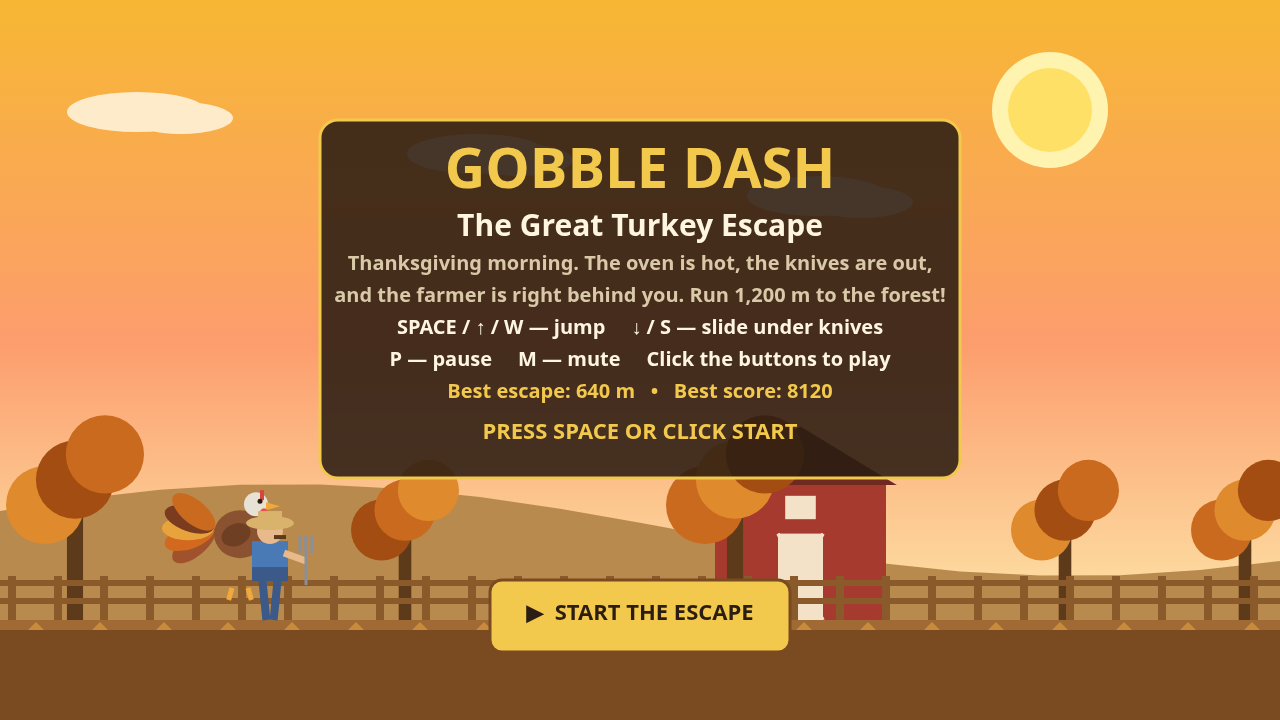 GOBBLE DASH
The Great Turkey Escape
Thanksgiving morning. The oven is hot, the knives are out,
and the farmer is right behind you. Run 1,200 m to the forest!
SPACE / ↑ / W — jump ↓ / S — slide under knives
P — pause M — mute Click the buttons to play
Best escape: 640 m • Best score: 8120
PRESS SPACE OR CLICK START
▶ START THE ESCAPE